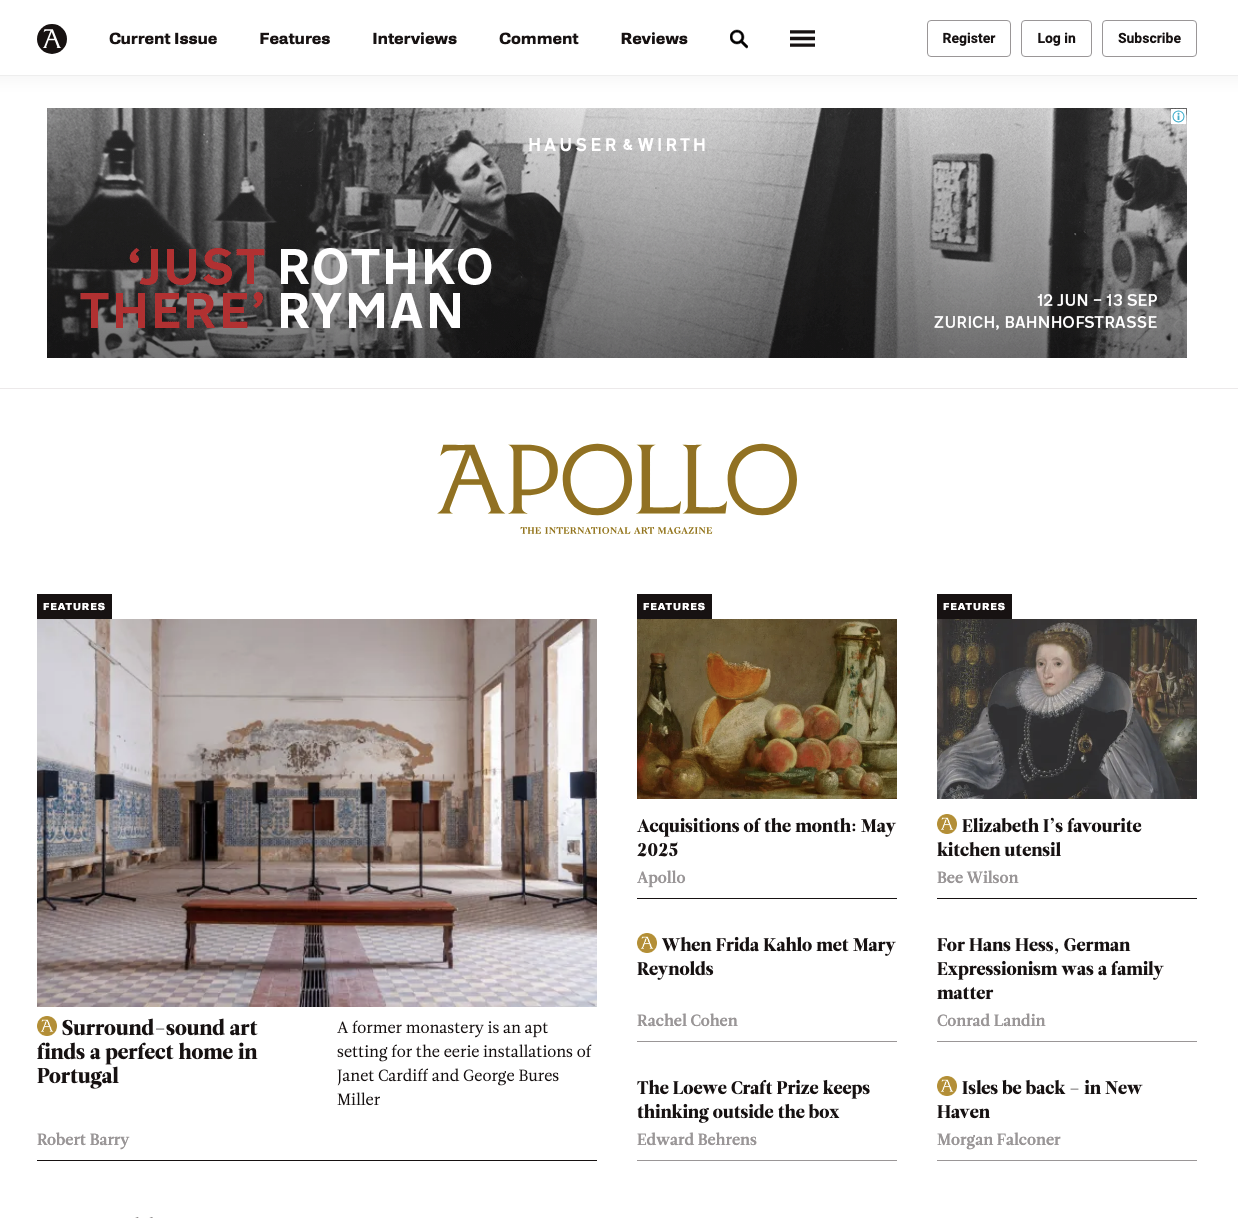 Current Issue
Features
Interviews
Comment
Reviews
Register
Log in
Subscribe
HAUSER & WIRTH
‘JUST ROTHKO
THERE’ RYMAN
12 JUN – 13 SEP
ZURICH, BAHNHOFSTRASSE
APOLLO
THE INTERNATIONAL ART MAGAZINE
FEATURES
Surround-sound art
finds a perfect home in
Portugal
A former monastery is an apt
setting for the eerie installations of
Janet Cardiff and George Bures
Miller
Robert Barry
FEATURES
Acquisitions of the month: May
2025
Apollo
When Frida Kahlo met Mary
Reynolds
Rachel Cohen
The Loewe Craft Prize keeps
thinking outside the box
Edward Behrens
FEATURES
Elizabeth I’s favourite
kitchen utensil
Bee Wilson
For Hans Hess, German
Expressionism was a family
matter
Conrad Landin
Isles be back – in New
Haven
Morgan Falconer